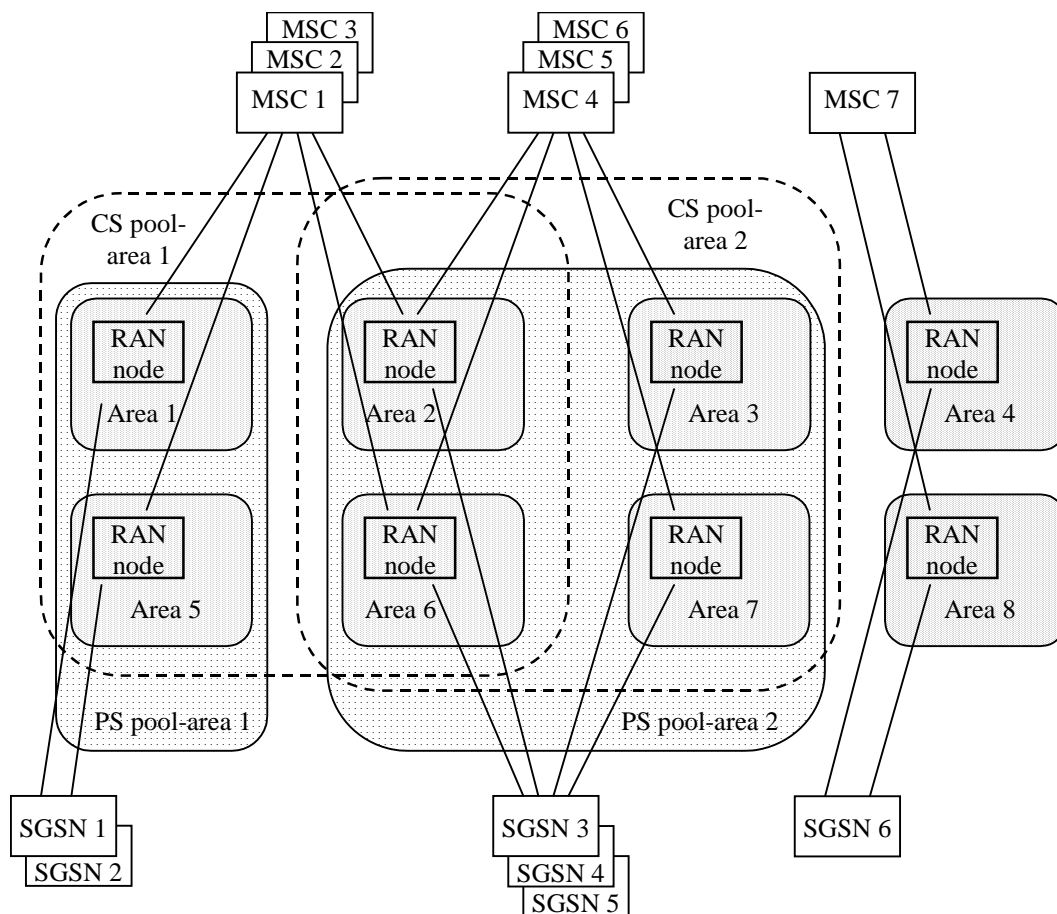 MSC 3
MSC 6
MSC 2
MSC 5
MSC 1
MSC 4
MSC 7
CS pool-
area 1
CS pool-
area 2
RAN
node
Area 1
RAN
node
Area 2
RAN
node
Area 3
RAN
node
Area 4
RAN
node
Area 5
RAN
node
Area 6
RAN
node
Area 7
RAN
node
Area 8
PS pool-area 1
PS pool-area 2
SGSN 1
SGSN 2
SGSN 3
SGSN 4
SGSN 5
SGSN 6